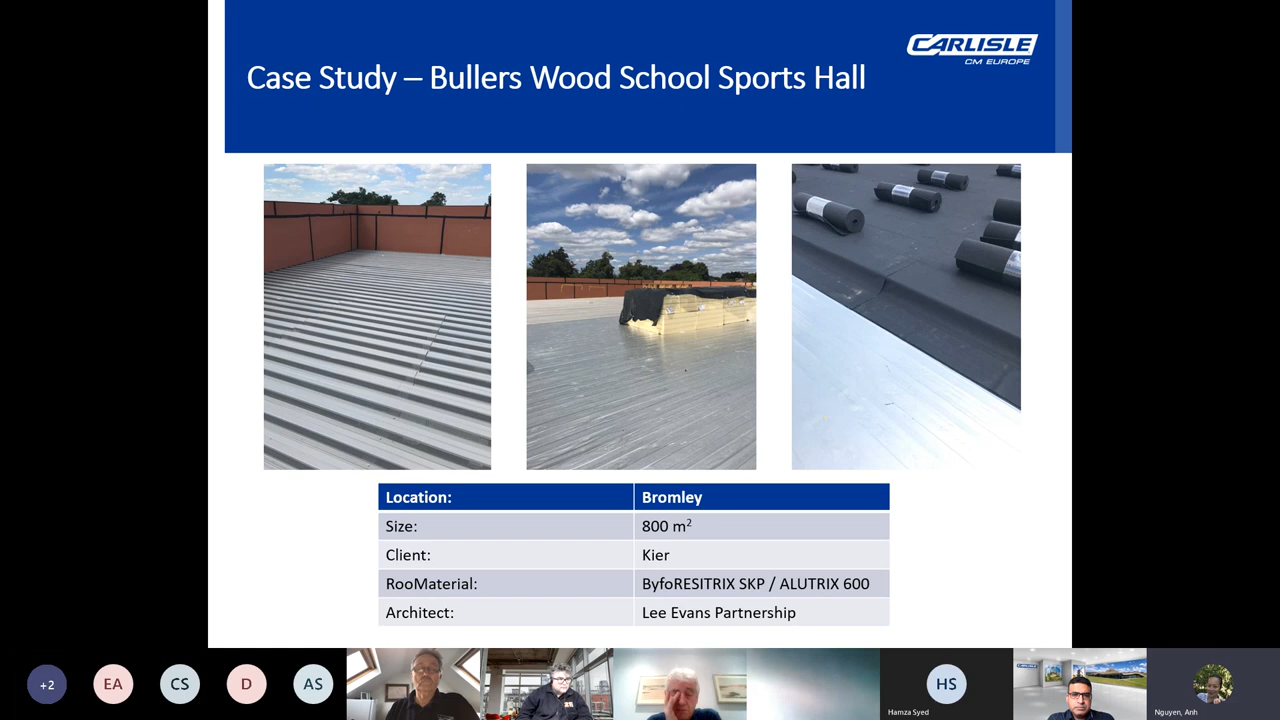 CARLISLE
CM EUROPE
Case Study – Bullers Wood School Sports Hall
Location: Bromley
Size: 800 m²
Client: Kier
RooMaterial: ByfoRESITRIX SKP / ALUTRIX 600
Architect: Lee Evans Partnership
+2
EA
CS
D
AS
HS
Hamza Syed
CARLISLE
Nguyen, Anh